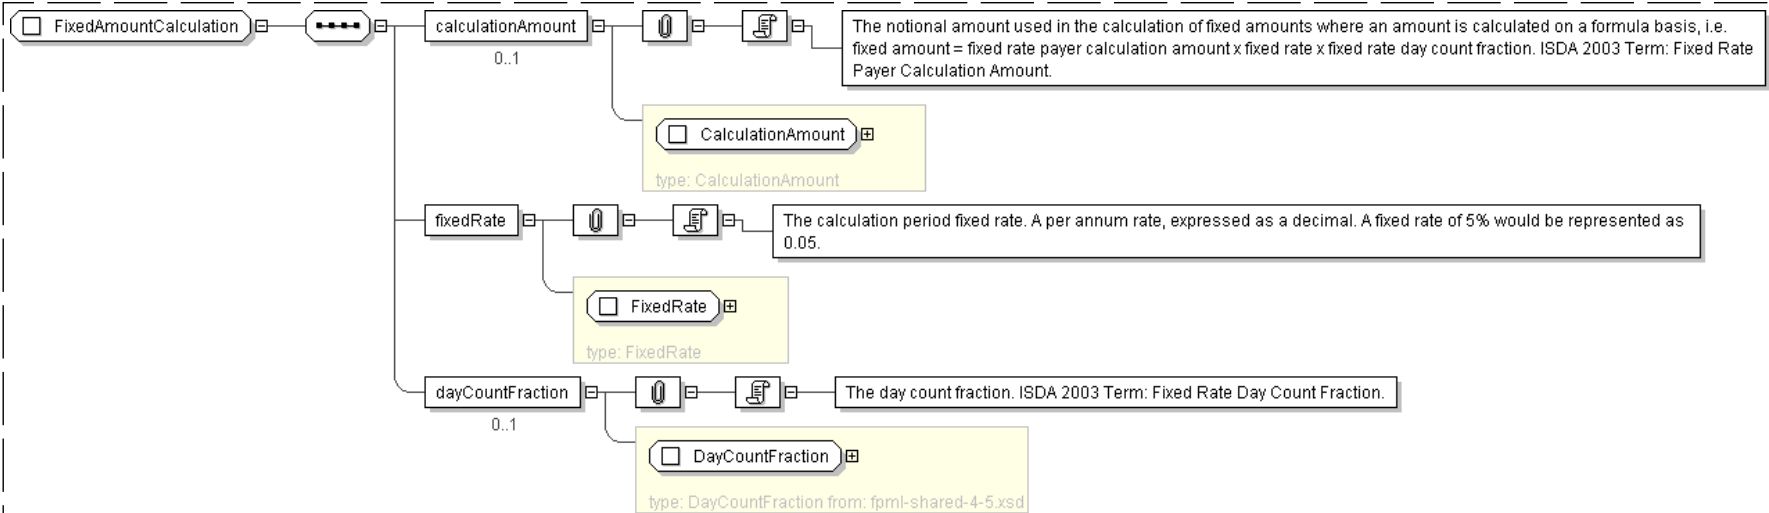 FixedAmountCalculation
calculationAmount
0..1
The notional amount used in the calculation of fixed amounts where an amount is calculated on a formula basis, i.e.
fixed amount = fixed rate payer calculation amount x fixed rate x fixed rate day count fraction. ISDA 2003 Term: Fixed Rate
Payer Calculation Amount.
CalculationAmount
type: CalculationAmount
fixedRate
The calculation period fixed rate. A per annum rate, expressed as a decimal. A fixed rate of 5% would be represented as
0.05.
FixedRate
type: FixedRate
dayCountFraction
0..1
The day count fraction. ISDA 2003 Term: Fixed Rate Day Count Fraction.
DayCountFraction
type: DayCountFraction from: fpml-shared-4-5.xsd